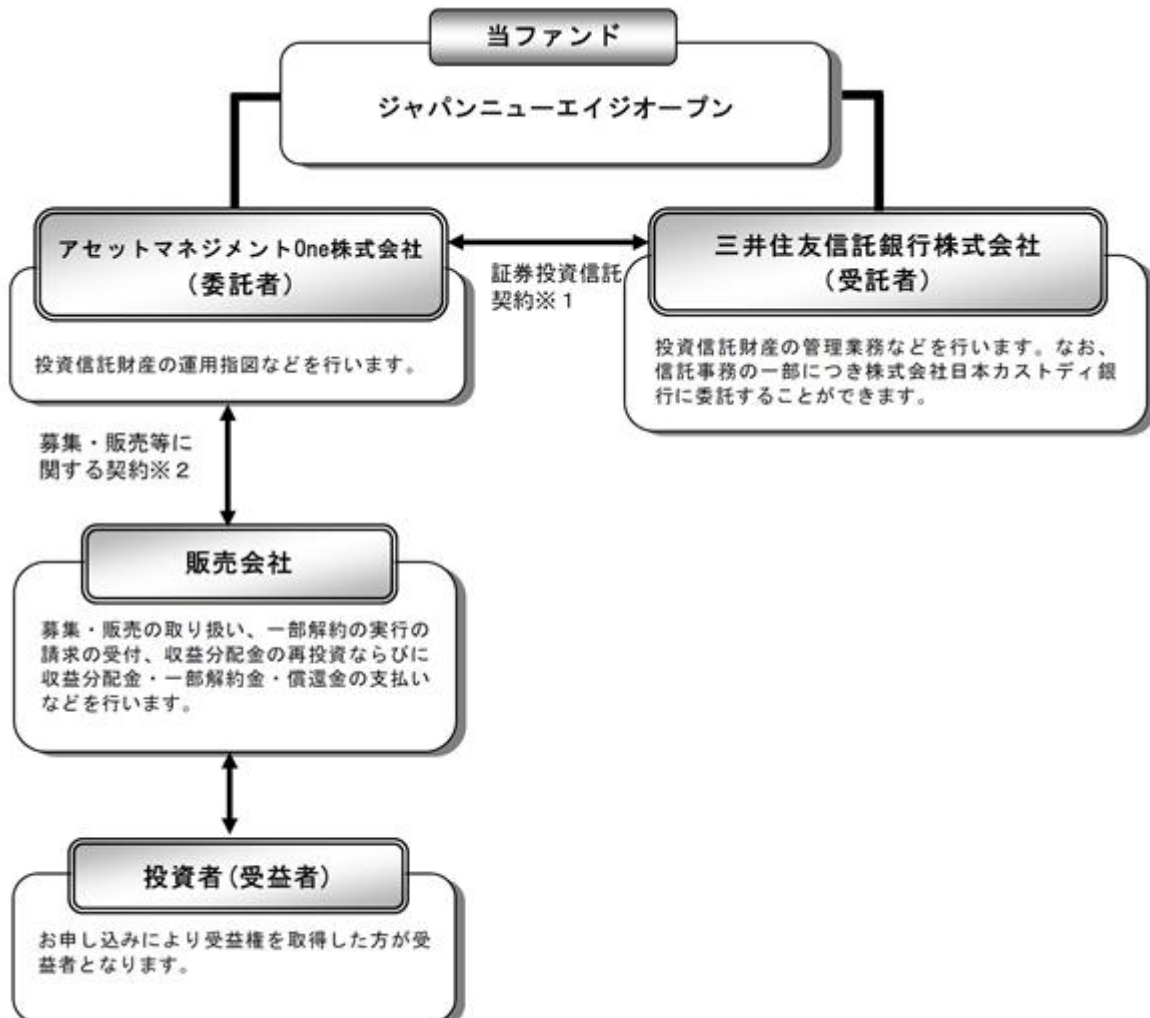 当ファンド
ジャパンニューエイジオープン
アセットマネジメントOne株式会社
(委託者)
投資信託財産の運用指図などを行います。
証券投資信託
契約※1
三井住友信託銀行株式会社
(受託者)
投資信託財産の管理業務などを行います。なお、
信託事務の一部につき株式会社日本カストディ銀
行に委託することができます。
募集・販売等に
関する契約※2
販売会社
募集・販売の取り扱い、一部解約の実行の
請求の受付、収益分配金の再投資ならびに
収益分配金・一部解約金・償還金の支払い
などを行います。
投資者(受益者)
お申し込みにより受益権を取得した方が受
益者となります。